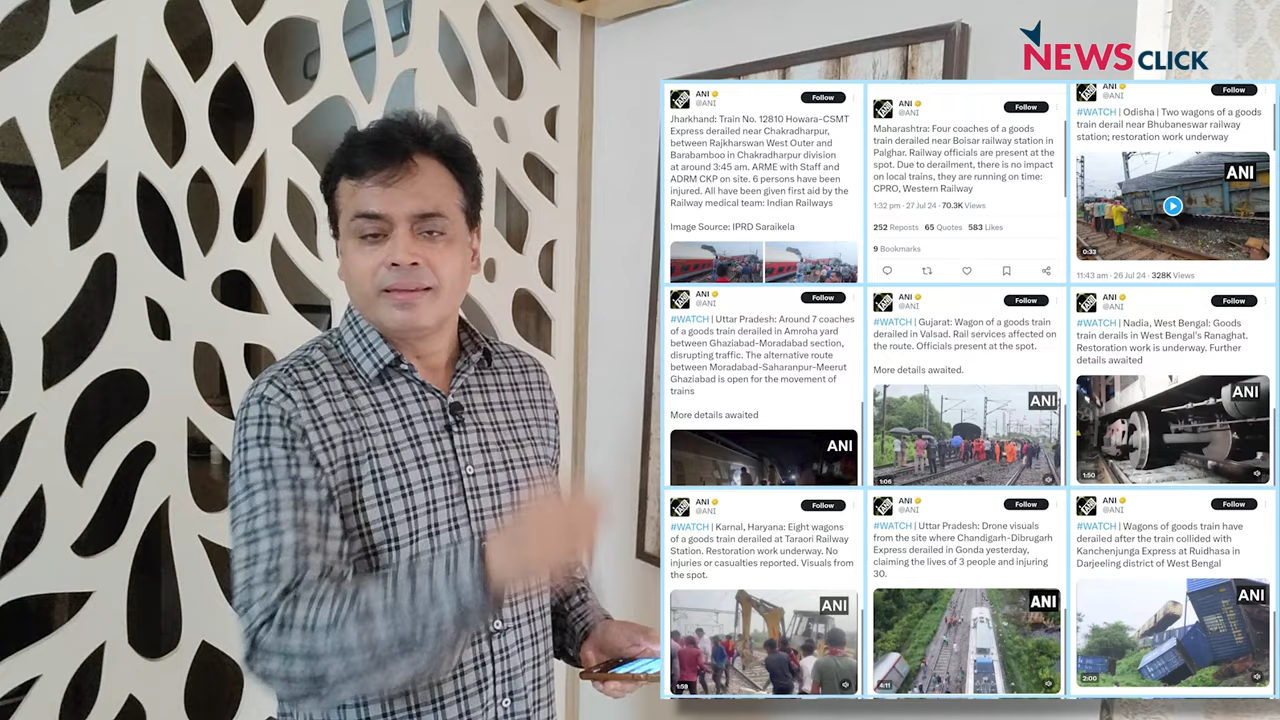 NEWSCLICK
ANI
@ANI
Follow
Jharkhand: Train No. 12810 Howara-CSMT
Express derailed near Chakradharpur,
between Rajkharswan West Outer and
Barabamboo in Chakradharpur division
at around 3:45 am. ARME with Staff and
ADRM CKP on site. 6 persons have been
injured. All have been given first aid by the
Railway medical team: Indian Railways
Image Source: IPRD Saraikela
ANI
@ANI
Follow
Maharashtra: Four coaches of a goods
train derailed near Boisar railway station in
Palghar. Railway officials are present at the
spot. Due to derailment, there is no impact
on local trains, they are running on time:
CPRO, Western Railway
1:32 pm · 27 Jul 24 · 70.3K Views
252 Reposts 65 Quotes 583 Likes
9 Bookmarks
ANI
@ANI
Follow
#WATCH | Odisha | Two wagons of a goods
train derail near Bhubaneswar railway
station; restoration work underway
ANI
0:33
11:43 am · 26 Jul 24 · 328K Views
ANI
@ANI
Follow
#WATCH | Uttar Pradesh: Around 7 coaches
of a goods train derailed in Amroha yard
between Ghaziabad-Moradabad section,
disrupting traffic. The alternative route
between Moradabad-Saharanpur-Meerut
Ghaziabad is open for the movement of
trains
More details awaited
ANI
ANI
@ANI
Follow
#WATCH | Gujarat: Wagon of a goods train
derailed in Valsad. Rail services affected on
the route. Officials present at the spot.
More details awaited.
ANI
1:06
ANI
@ANI
Follow
#WATCH | Nadia, West Bengal: Goods
train derails in West Bengal's Ranaghat.
Restoration work is underway. Further
details awaited
ANI
1:50
ANI
@ANI
Follow
#WATCH | Karnal, Haryana: Eight wagons
of a goods train derailed at Taraori Railway
Station. Restoration work underway. No
injuries or casualties reported. Visuals from
the spot.
ANI
1:59
ANI
@ANI
Follow
#WATCH | Uttar Pradesh: Drone visuals
from the site where Chandigarh-Dibrugarh
Express derailed in Gonda yesterday,
claiming the lives of 3 people and injuring
30.
ANI
4:11
ANI
@ANI
Follow
#WATCH | Wagons of goods train have
derailed after the train collided with
Kanchenjunga Express at Ruidhasa in
Darjeeling district of West Bengal
ANI
2:00